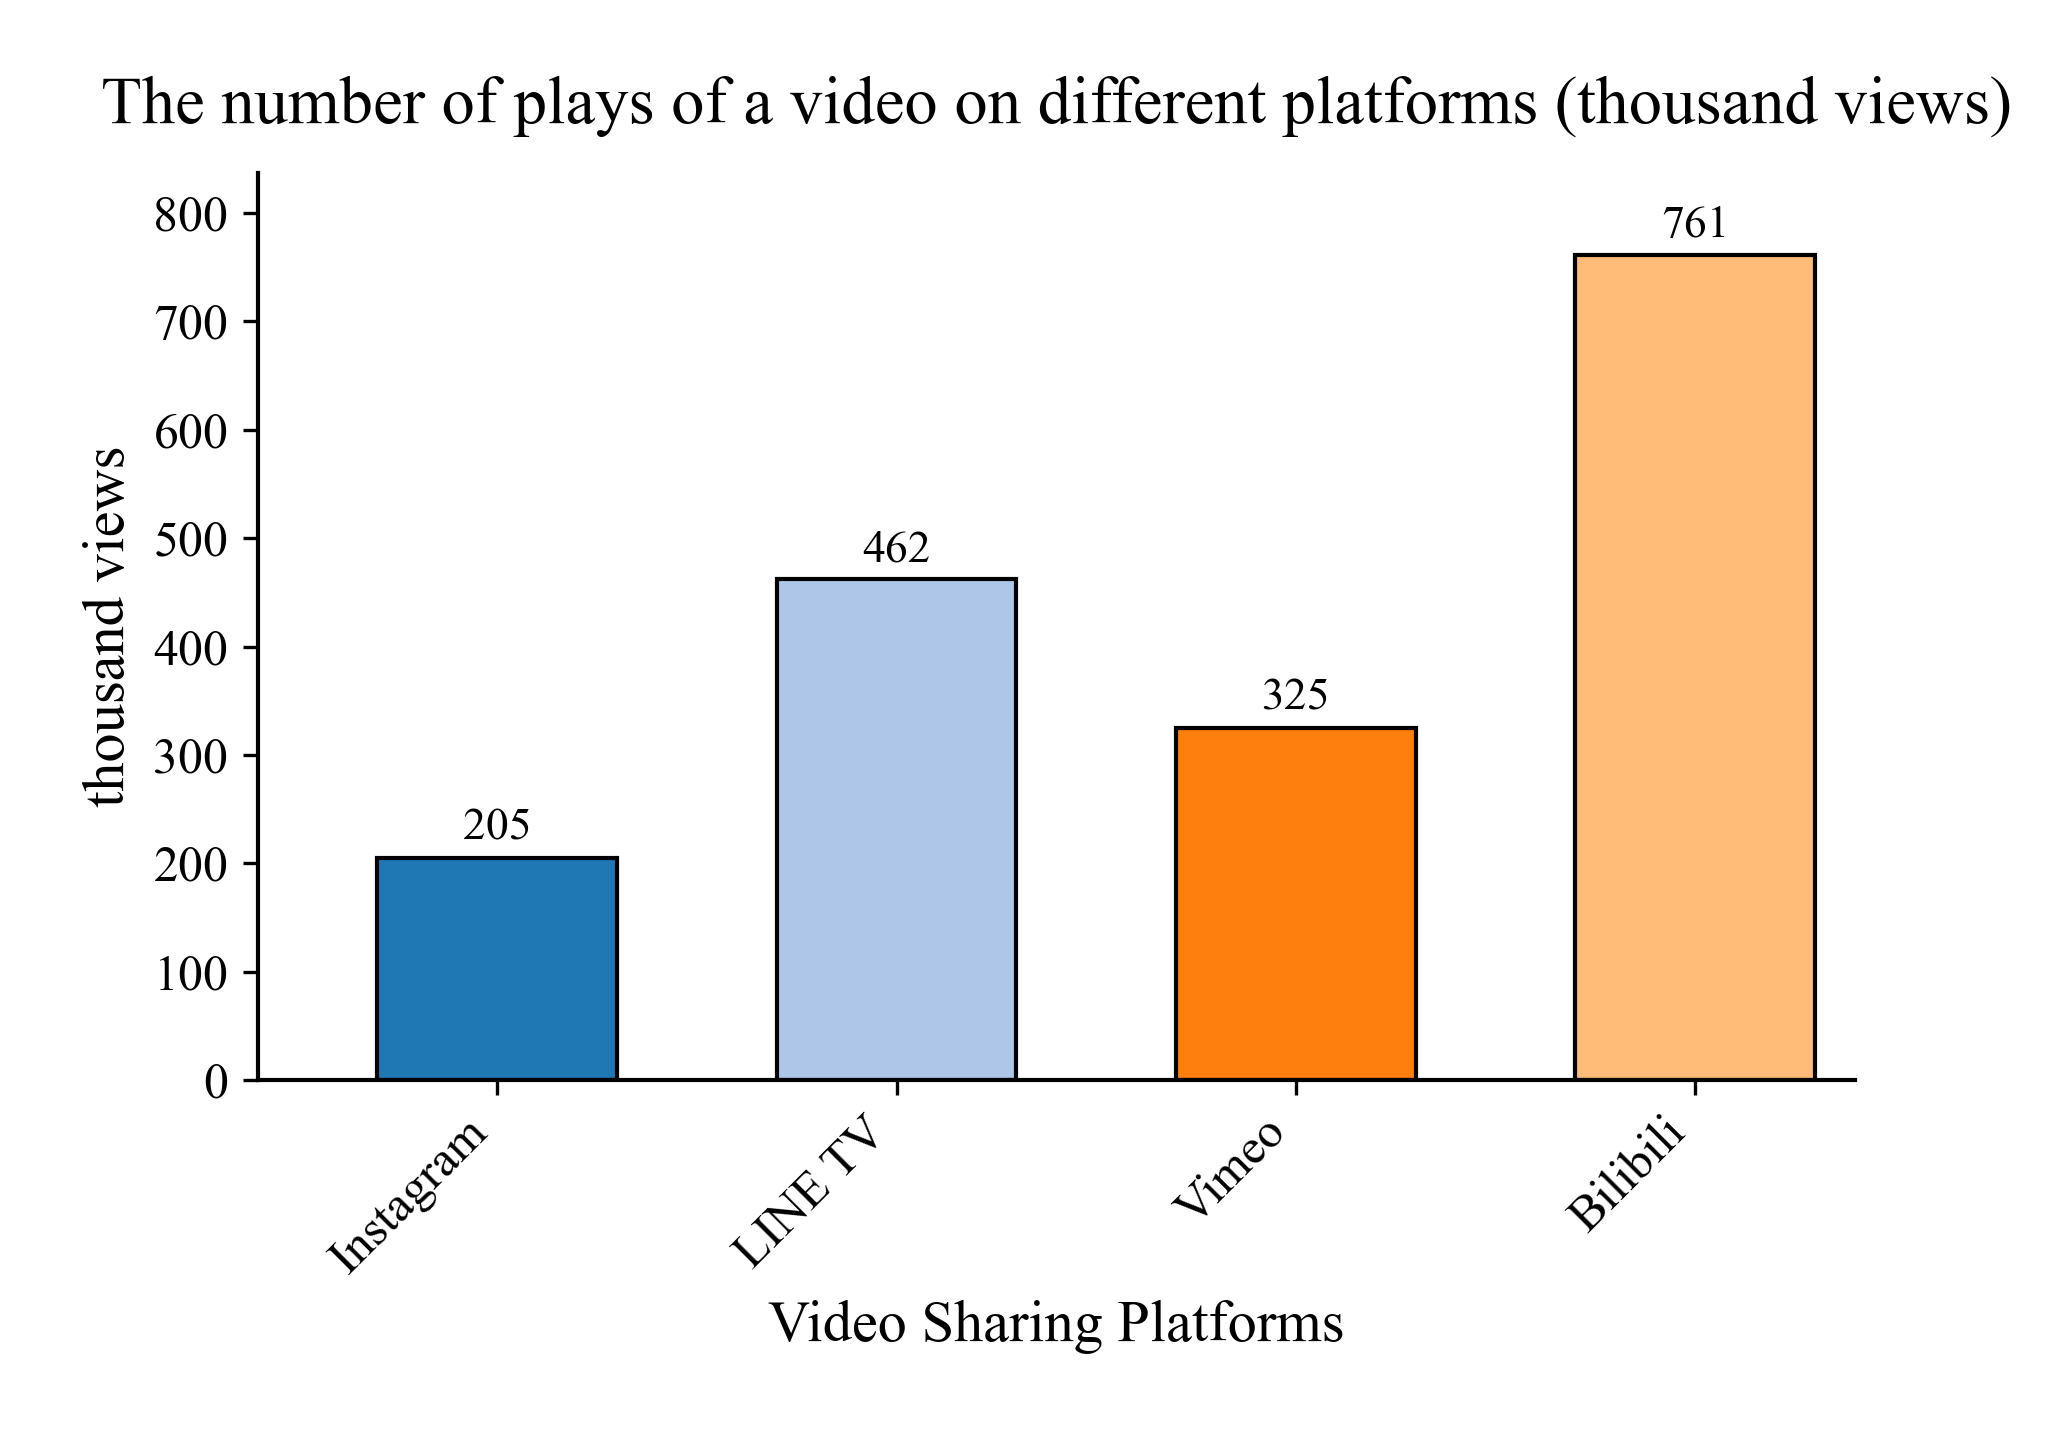 The number of plays of a video on different platforms (thousand views)
thousand views
800
700
600
500
400
300
200
100
0
205
462
325
761
Instagram
LINE TV
Vimeo
Bilibili
Video Sharing Platforms